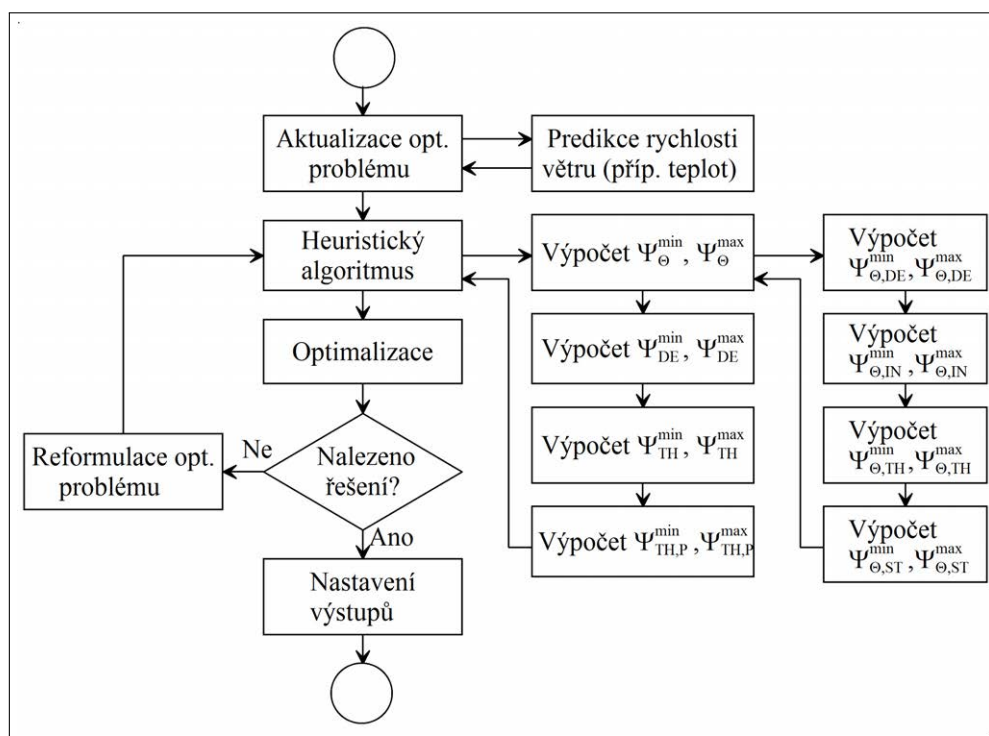 Aktualizace opt.
problému
Predikce rychlosti
větru (příp. teplot)
Heuristický
algoritmus
Výpočet Ψ_Θ^min, Ψ_Θ^max
Výpočet
Ψ_Θ,DE^min, Ψ_Θ,DE^max
Optimalizace
Výpočet Ψ_DE^min, Ψ_DE^max
Výpočet
Ψ_Θ,IN^min, Ψ_Θ,IN^max
Reformulace opt.
problému
Ne
Nalezeno
řešení?
Ano
Výpočet Ψ_TH^min, Ψ_TH^max
Výpočet
Ψ_Θ,TH^min, Ψ_Θ,TH^max
Výpočet Ψ_TH,P^min, Ψ_TH,P^max
Výpočet
Ψ_Θ,ST^min, Ψ_Θ,ST^max
Nastavení
výstupů